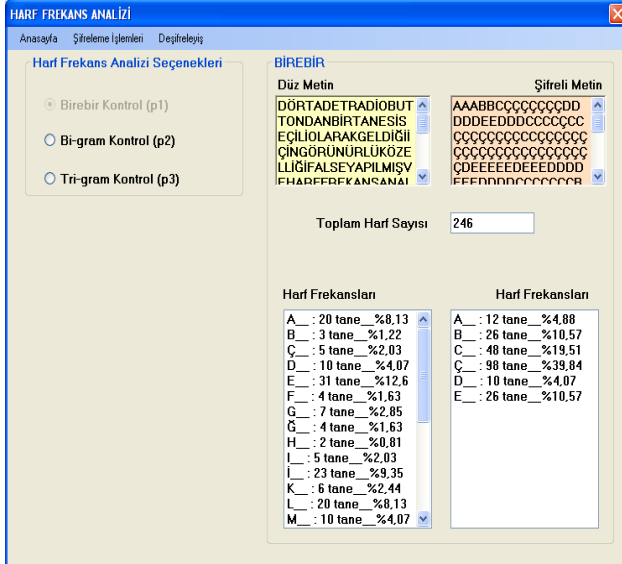 HARF FREKANS ANALİZİ
Anasayfa Şifreleme İşlemleri Deşifreleyiş
Harf Frekans Analizi Seçenekleri
Birebir Kontrol (p1)
Bi-gram Kontrol (p2)
Tri-gram Kontrol (p3)
BİREBİR
Düz Metin
DÖRTADETRADİOBUT
TONDANBİRTANESİS
EÇİLİOLARAKGELDİĞİİ
ÇİNGÖRÜNÜRLÜKÖZE
LLİĞİFALSEYAPILMIŞV
EHARFFREKANSANAL
Şifreli Metin
AAABBCÇÇÇÇÇÇÇDD
DDDEEDDDCCCCÇCC
ÇÇÇÇÇÇÇÇÇÇÇÇÇÇÇ
ÇÇÇÇÇÇÇÇÇÇÇÇÇÇÇ
ÇDEEEEEDEEEDDDD
Toplam Harf Sayısı 246
Harf Frekansları
A__ : 20 tane__%8,13
B__ : 3 tane__%1,22
Ç__ : 5 tane__%2,03
D__ : 10 tane__%4,07
E__ : 31 tane__%12,6
F__ : 4 tane__%1,63
G__ : 7 tane__%2,85
Ğ__ : 4 tane__%1,63
H__ : 2 tane__%0,81
I__ : 5 tane__%2,03
İ__ : 23 tane__%9,35
K__ : 6 tane__%2,44
L__ : 20 tane__%8,13
M__ : 10 tane__%4,07
Harf Frekansları
A__ : 12 tane__%4,88
B__ : 26 tane__%10,57
C__ : 48 tane__%19,51
Ç__ : 98 tane__%39,84
D__ : 10 tane__%4,07
E__ : 26 tane__%10,57